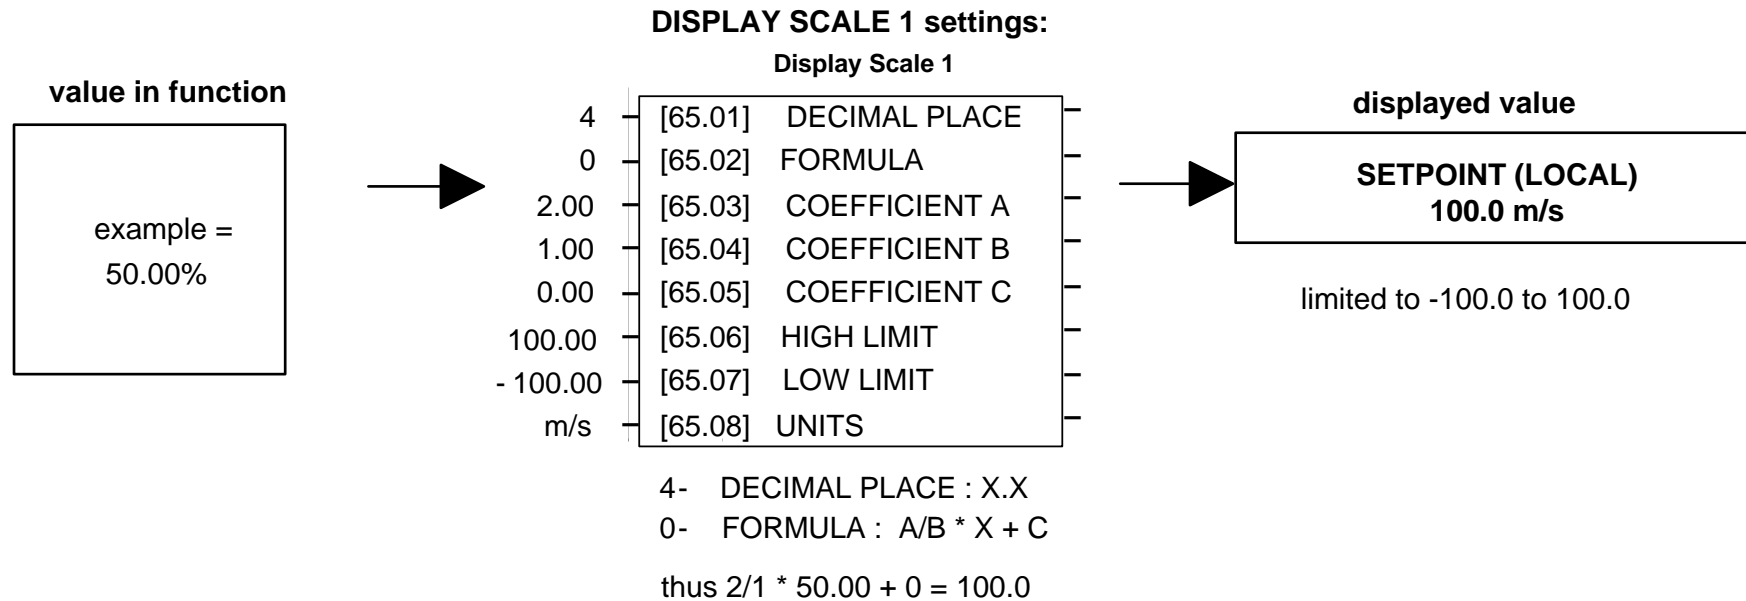 DISPLAY SCALE 1 settings:
Display Scale 1
value in function
example =
50.00%
4 [65.01] DECIMAL PLACE
0 [65.02] FORMULA
2.00 [65.03] COEFFICIENT A
1.00 [65.04] COEFFICIENT B
0.00 [65.05] COEFFICIENT C
100.00 [65.06] HIGH LIMIT
- 100.00 [65.07] LOW LIMIT
m/s [65.08] UNITS
4- DECIMAL PLACE : X.X
0- FORMULA : A/B * X + C
thus 2/1 * 50.00 + 0 = 100.0
displayed value
SETPOINT (LOCAL)
100.0 m/s
limited to -100.0 to 100.0